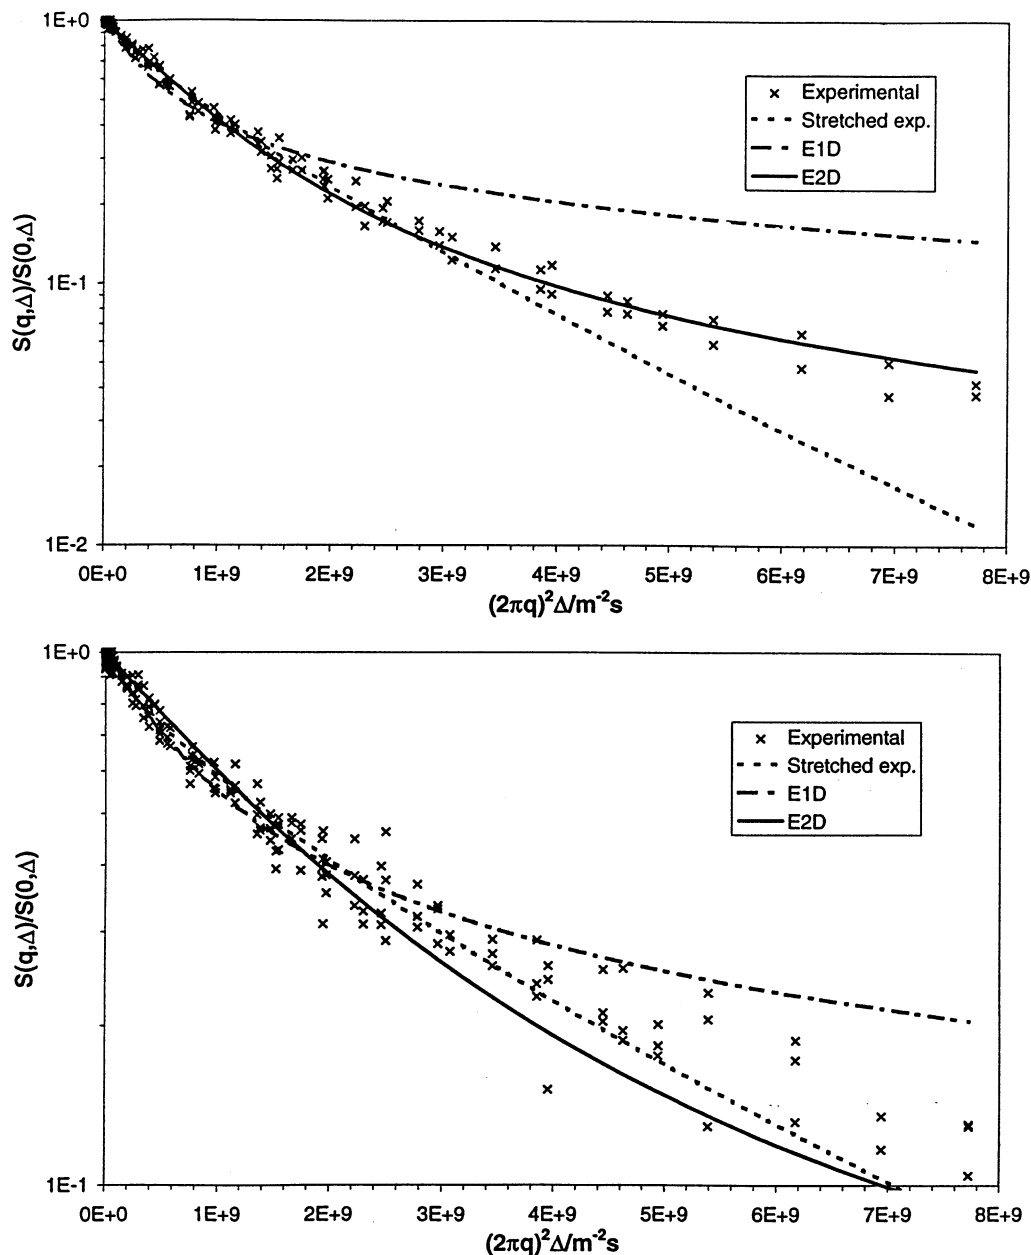 1E+0
1E-1
1E-2
S(q,Δ)/S(0,Δ)
Experimental
Stretched exp.
E1D
E2D
0E+0 1E+9 2E+9 3E+9 4E+9 5E+9 6E+9 7E+9 8E+9
(2πq)²Δ/m⁻²s
1E+0
1E-1
S(q,Δ)/S(0,Δ)
Experimental
Stretched exp.
E1D
E2D
0E+0 1E+9 2E+9 3E+9 4E+9 5E+9 6E+9 7E+9 8E+9
(2πq)²Δ/m⁻²s